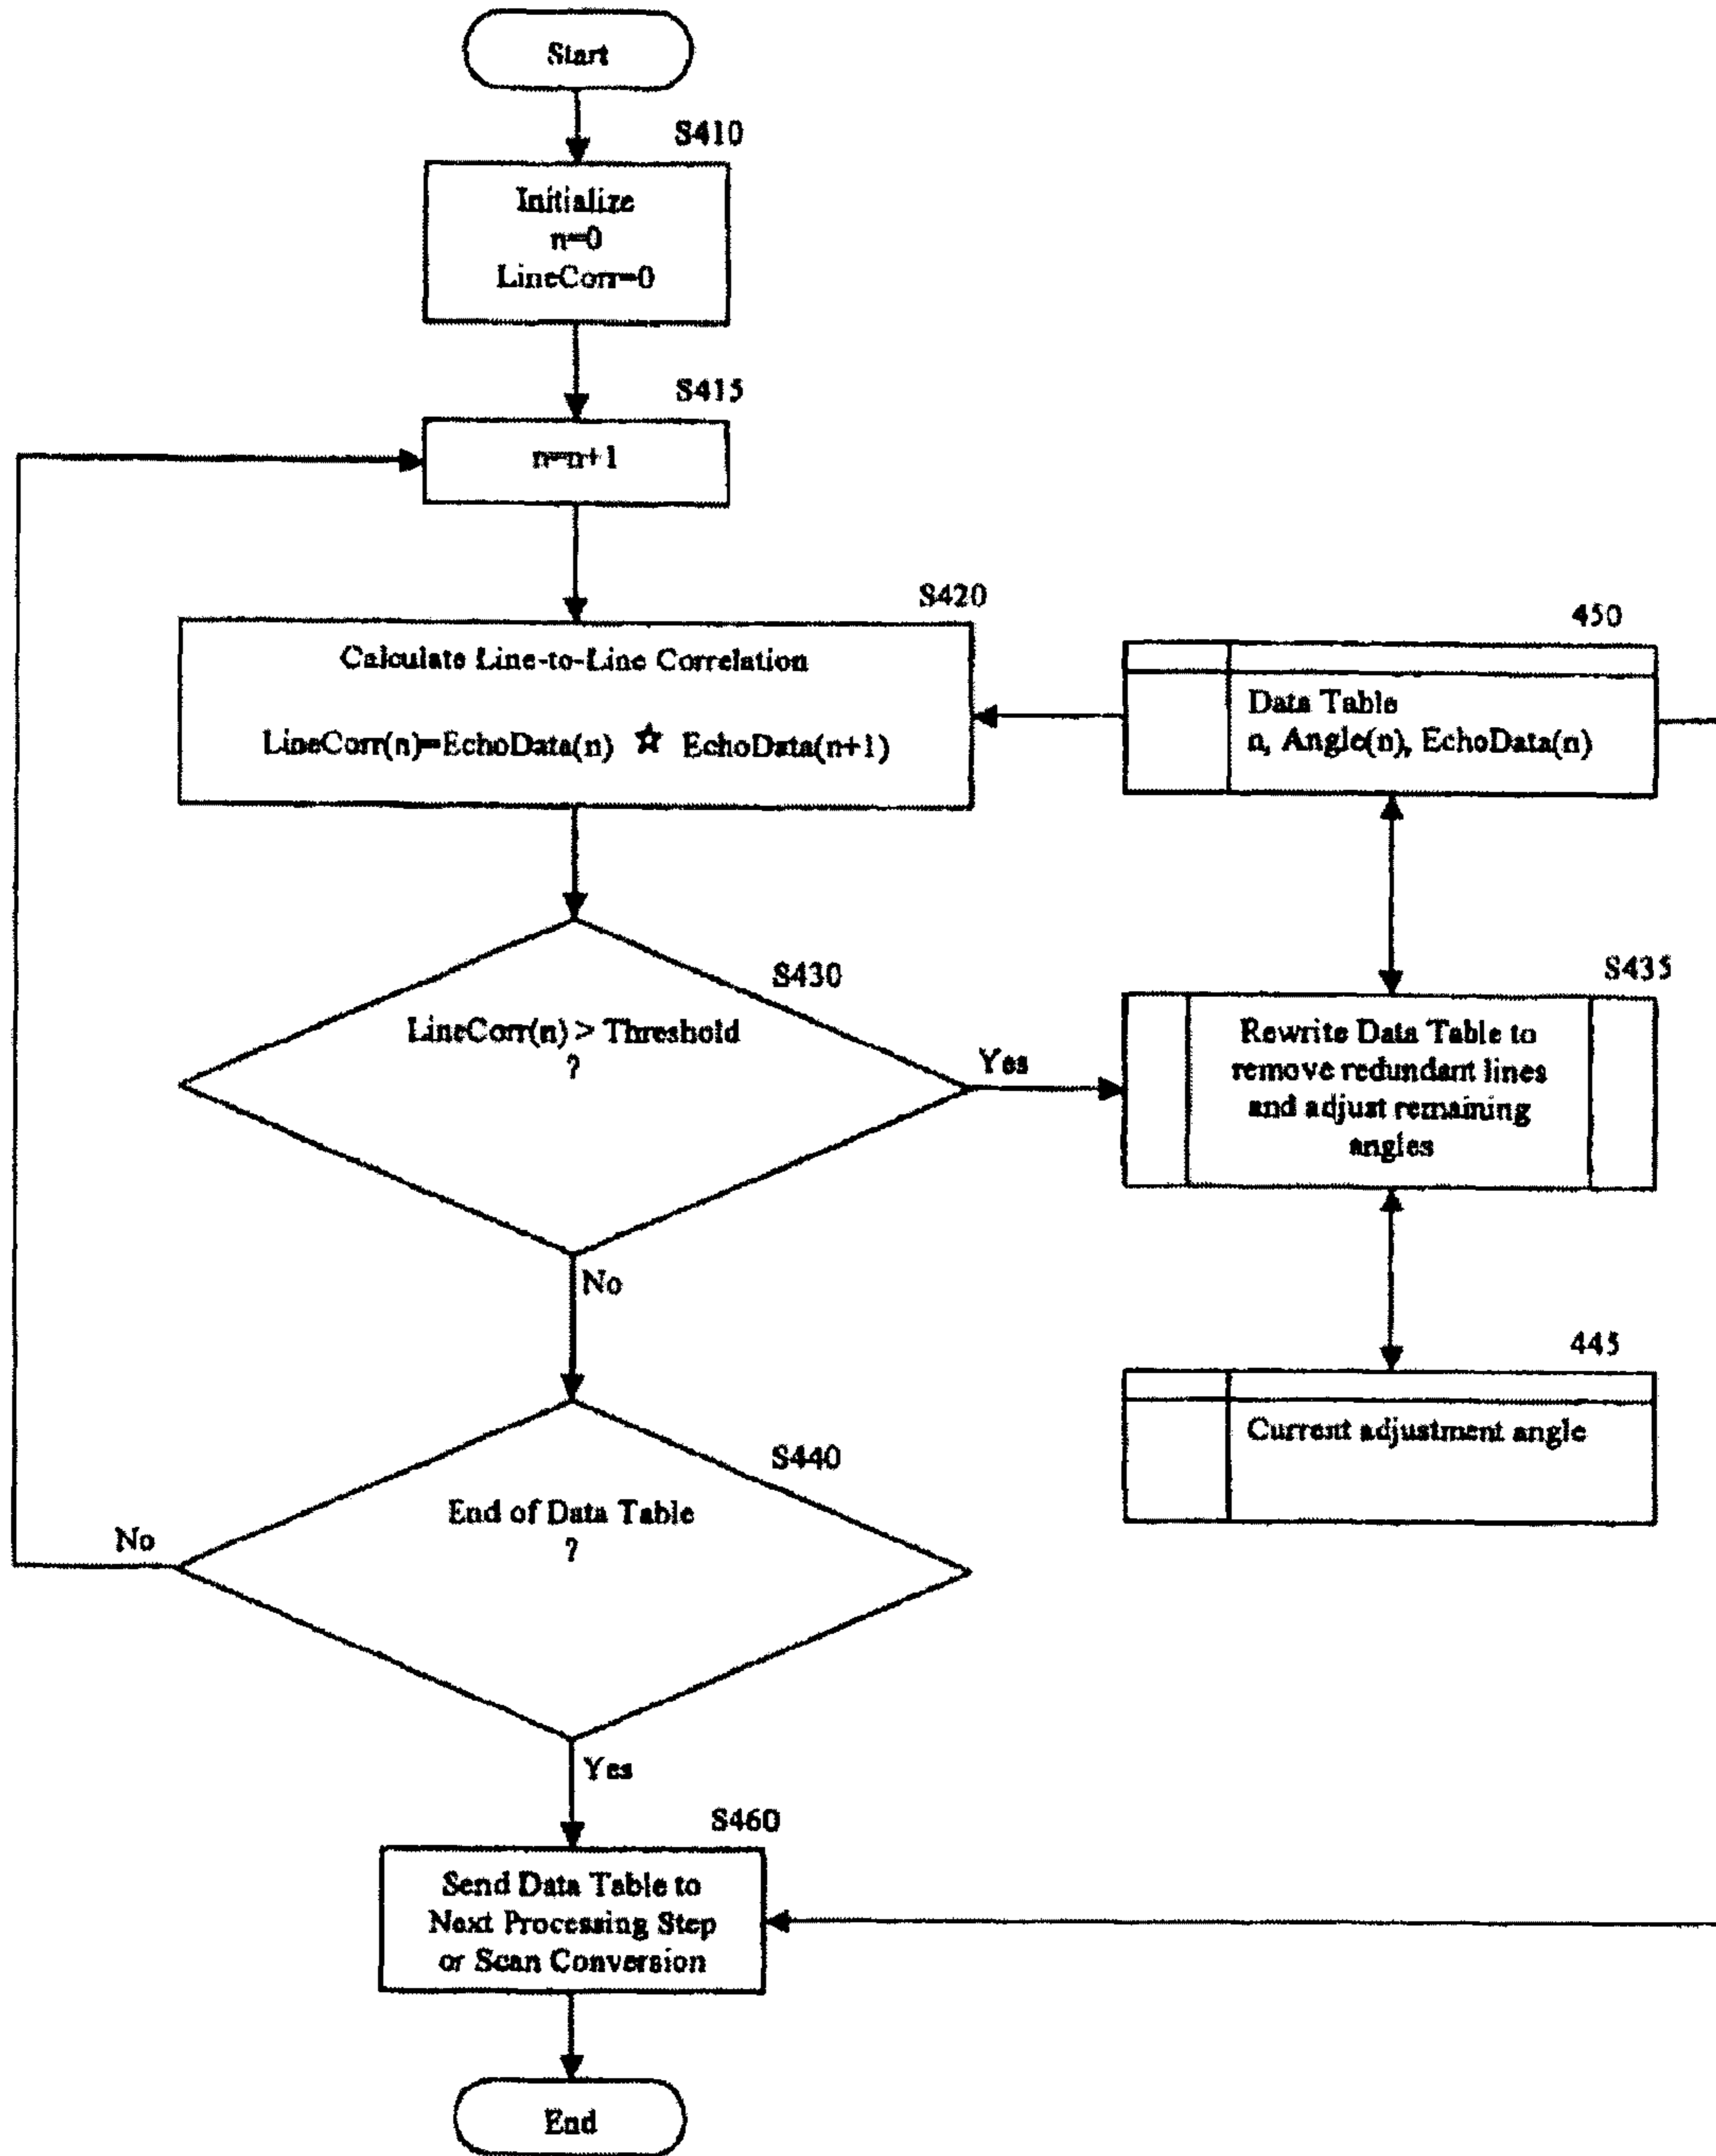 Start
S410
Initialize
n=0
LineCorr=0
S415
n=n+1
S420
Calculate Line-to-Line Correlation
LineCorr(n)=EchoData(n) ☆ EchoData(n+1)
450
Data Table
n, Angle(n), EchoData(n)
S430
LineCorr(n) > Threshold
?
Yes
S435
Rewrite Data Table to
remove redundant lines
and adjust remaining
angles
No
445
Current adjustment angle
S440
End of Data Table
?
No
Yes
S460
Send Data Table to
Next Processing Step
or Scan Conversion
End